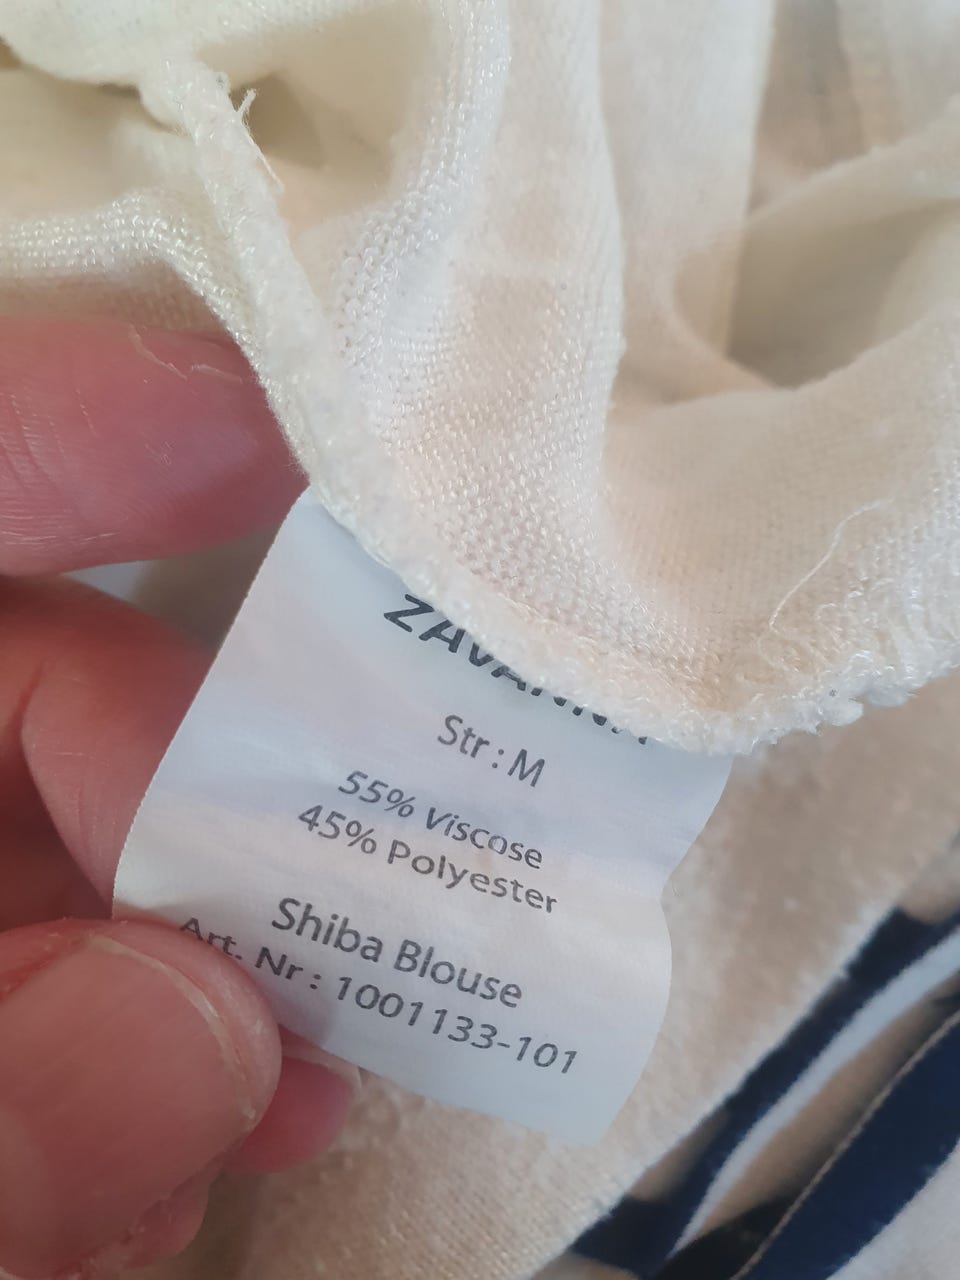 ZAVANNA
Str : M
55% Viscose
45% Polyester
Shiba Blouse
Art. Nr : 1001133-101